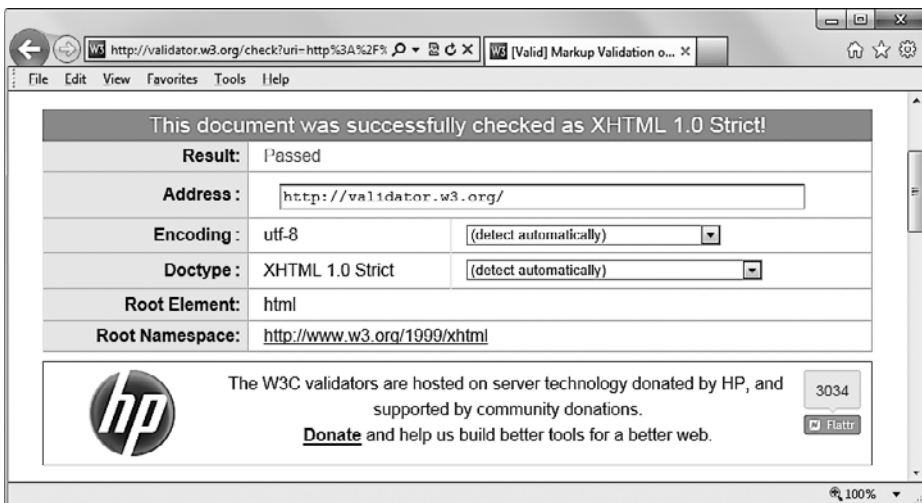 http://validator.w3.org/check?uri=http%3A%2F%
[Valid] Markup Validation o...
File Edit View Favorites Tools Help
This document was successfully checked as XHTML 1.0 Strict!
Result: Passed
Address : http://validator.w3.org/
Encoding : utf-8 (detect automatically)
Doctype : XHTML 1.0 Strict (detect automatically)
Root Element: html
Root Namespace: http://www.w3.org/1999/xhtml
hp
The W3C validators are hosted on server technology donated by HP, and
supported by community donations.
Donate and help us build better tools for a better web.
3034
Flattr
100%